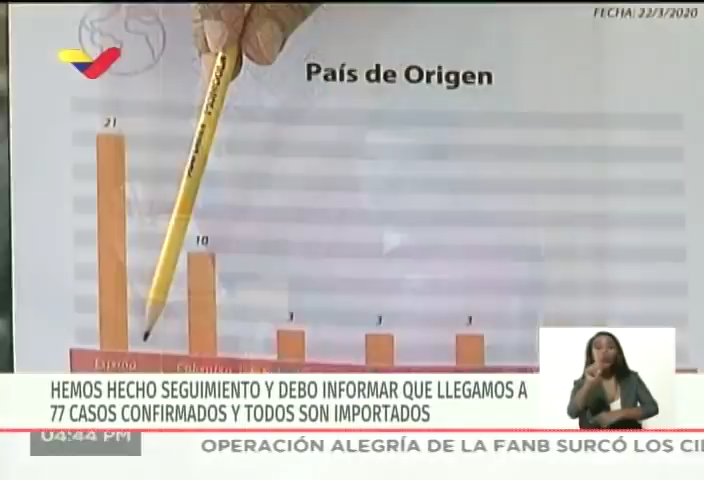 FECHA: 22/3/2020
País de Origen
21
10
3
3
3
HEMOS HECHO SEGUIMIENTO Y DEBO INFORMAR QUE LLEGAMOS A
77 CASOS CONFIRMADOS Y TODOS SON IMPORTADOS
04:44 PM
OPERACIÓN ALEGRÍA DE LA FANB SURCÓ LOS